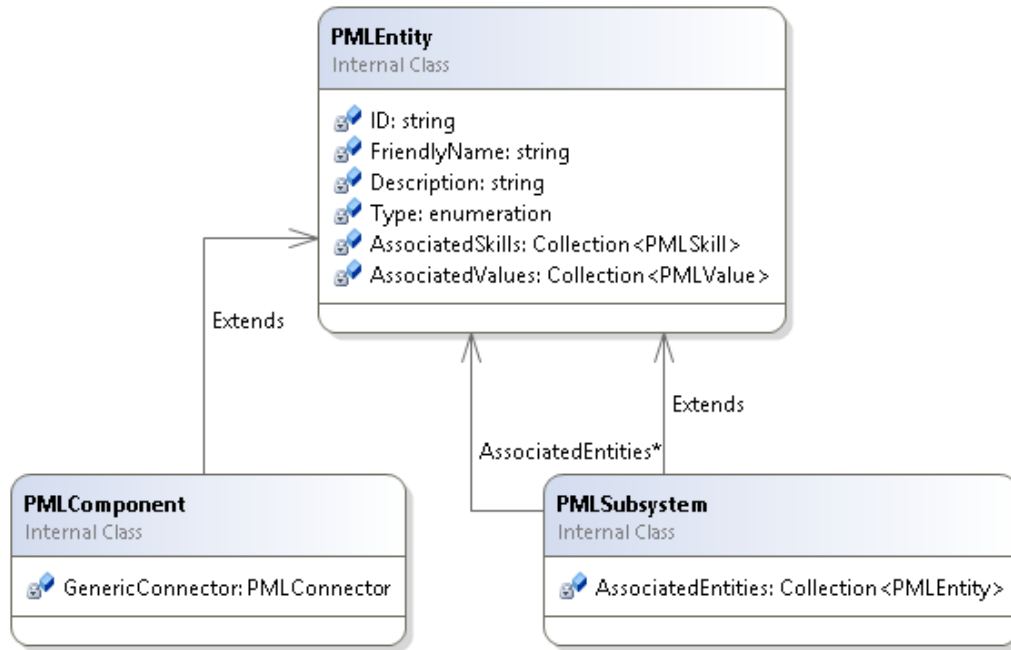 PMLEntity
Internal Class
ID: string
FriendlyName: string
Description: string
Type: enumeration
AssociatedSkills: Collection<PMLSkill>
AssociatedValues: Collection<PMLValue>
Extends
Extends
AssociatedEntities*
PMLComponent
Internal Class
GenericConnector: PMLConnector
PMLSubsystem
Internal Class
AssociatedEntities: Collection<PMLEntity>